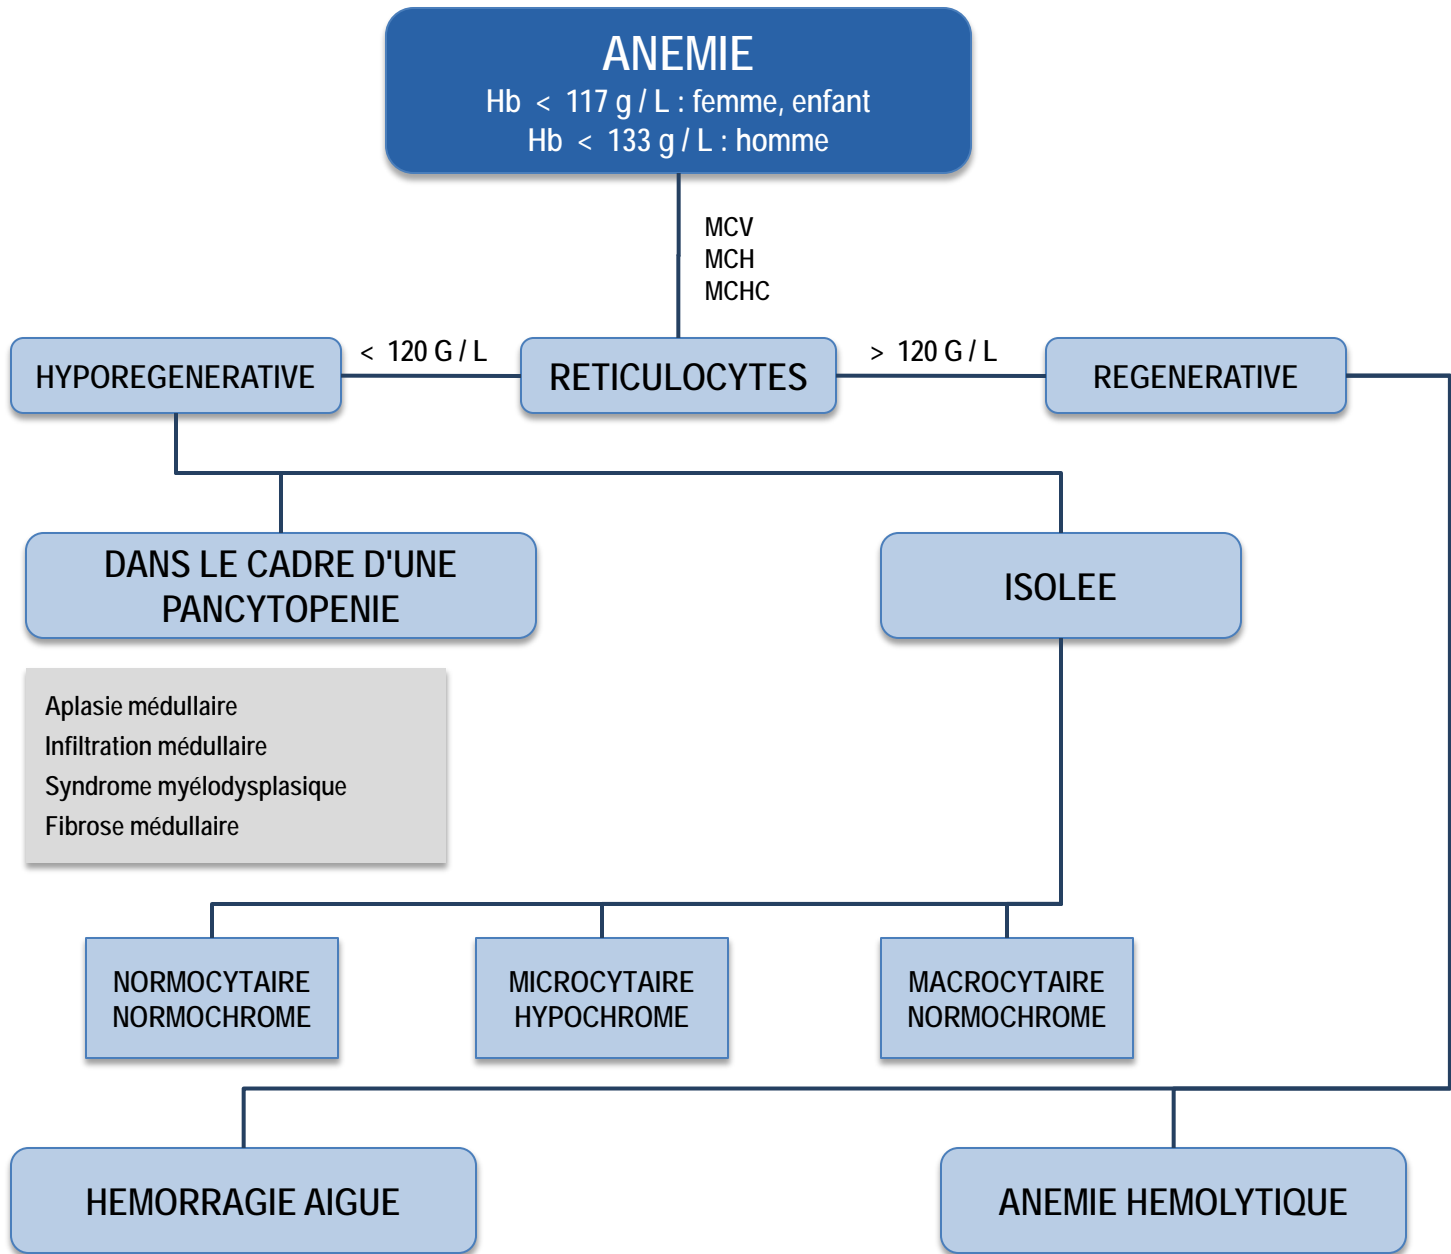 ANEMIE
Hb < 117 g / L : femme, enfant
Hb < 133 g / L : homme
MCV
MCH
MCHC
HYPOREGENERATIVE
< 120 G / L
RETICULOCYTES
> 120 G / L
REGENERATIVE
DANS LE CADRE D'UNE
PANCYTOPENIE
ISOLEE
Aplasie médullaire
Infiltration médullaire
Syndrome myélodysplasique
Fibrose médullaire
NORMOCYTAIRE
NORMOCHROME
MICROCYTAIRE
HYPOCHROME
MACROCYTAIRE
NORMOCHROME
HEMORRAGIE AIGUE
ANEMIE HEMOLYTIQUE